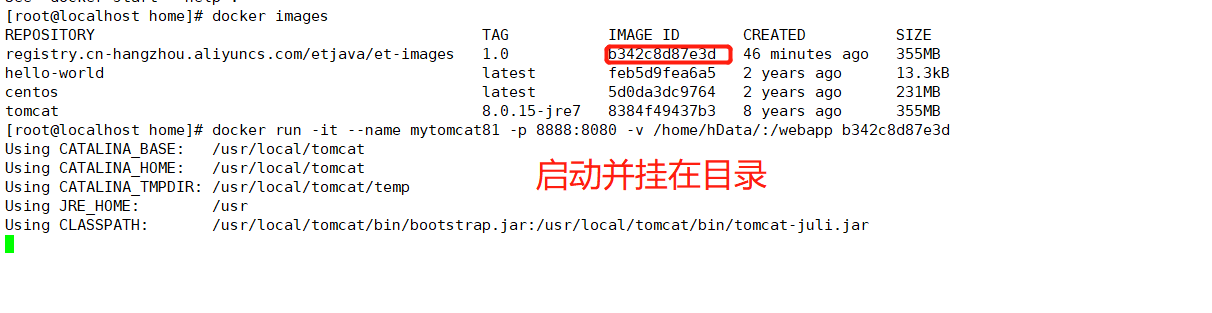 [root@localhost home]# docker images
REPOSITORY TAG IMAGE ID CREATED SIZE
registry.cn-hangzhou.aliyuncs.com/etjava/et-images 1.0 b342c8d87e3d 46 minutes ago 355MB
hello-world latest feb5d9fea6a5 2 years ago 13.3kB
centos latest 5d0da3dc9764 2 years ago 231MB
tomcat 8.0.15-jre7 8384f49437b3 8 years ago 355MB
[root@localhost home]# docker run -it --name mytomcat81 -p 8888:8080 -v /home/hData/:/webapp b342c8d87e3d
Using CATALINA_BASE: /usr/local/tomcat
Using CATALINA_HOME: /usr/local/tomcat
Using CATALINA_TMPDIR: /usr/local/tomcat/temp
启动并挂在目录
Using JRE_HOME: /usr
Using CLASSPATH: /usr/local/tomcat/bin/bootstrap.jar:/usr/local/tomcat/bin/tomcat-juli.jar